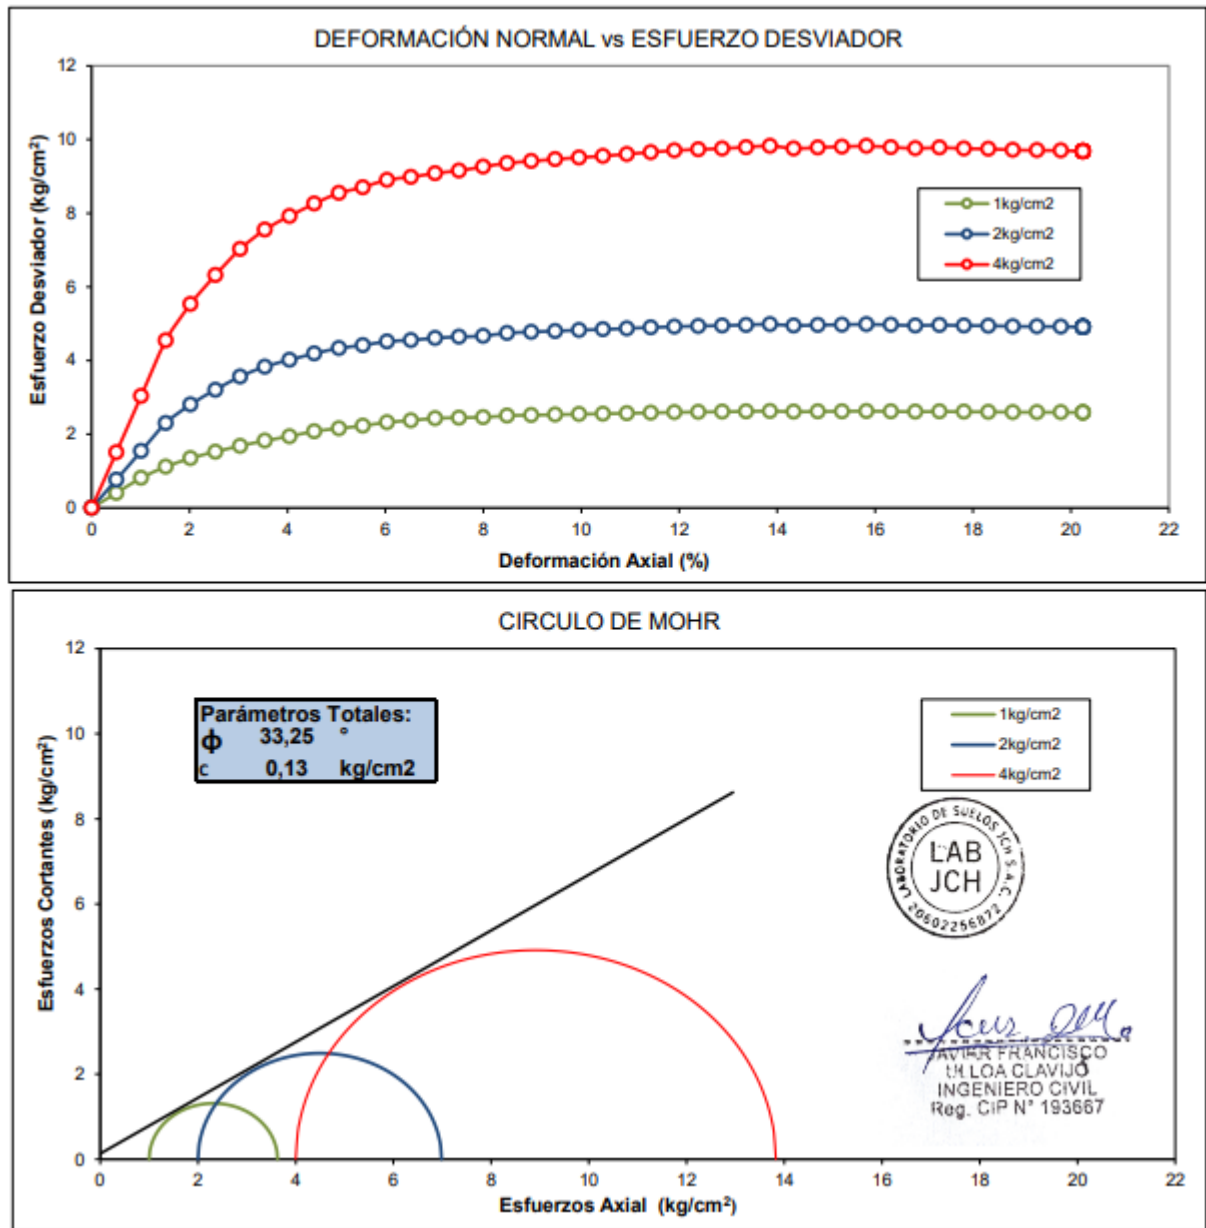 DEFORMACIÓN NORMAL vs ESFUERZO DESVIADOR
Esfuerzo Desviador (kg/cm²)
12
10
8
6
4
2
0
1kg/cm2
2kg/cm2
4kg/cm2
0 2 4 6 8 10 12 14 16 18 20 22
Deformación Axial (%)
CIRCULO DE MOHR
Esfuerzos Cortantes (kg/cm²)
12
10
8
6
4
2
0
Parámetros Totales:
ф 33,25 °
c 0,13 kg/cm2
1kg/cm2
2kg/cm2
4kg/cm2
LABORATORIO DE SUELOS JCH S.A.C.
LAB
JCH
20602256872
JAVIER FRANCISCO
ULLOA CLAVIJO
INGENIERO CIVIL
Reg. CIP N° 193667
0 2 4 6 8 10 12 14 16 18 20 22
Esfuerzos Axial (kg/cm²)